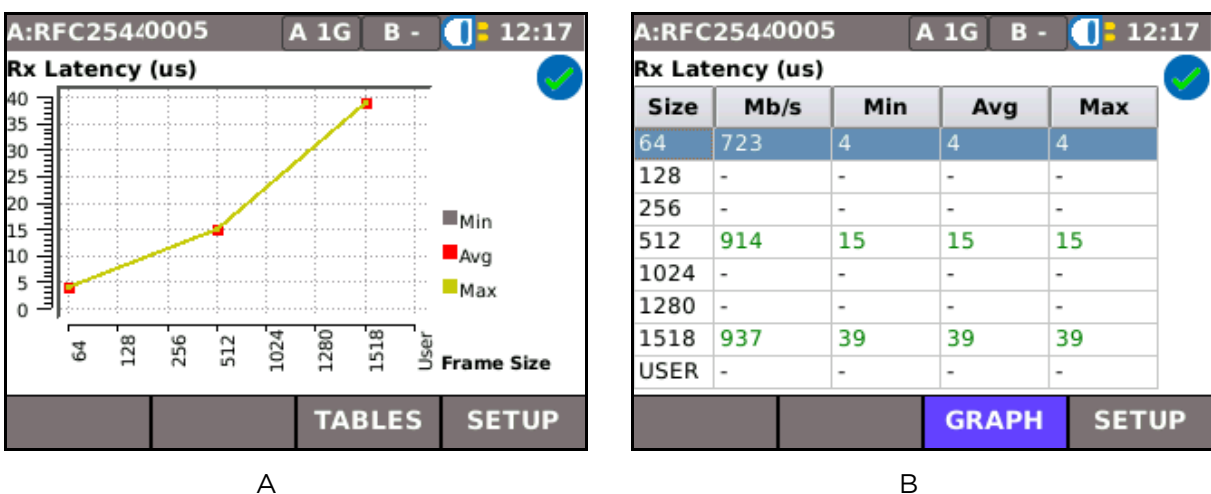 A:RFC2544 0005 A 1G B - 12:17
Rx Latency (us)
40
35
30
25
20
15
10
5
0
Min
Avg
Max
64 128 256 512 1024 1280 1518 User
Frame Size
TABLES SETUP
A
A:RFC2544 0005 A 1G B - 12:17
Rx Latency (us)
Size Mb/s Min Avg Max
64 723 4 4 4
128 - - - -
256 - - - -
512 914 15 15 15
1024 - - - -
1280 - - - -
1518 937 39 39 39
USER - - - -
GRAPH SETUP
B